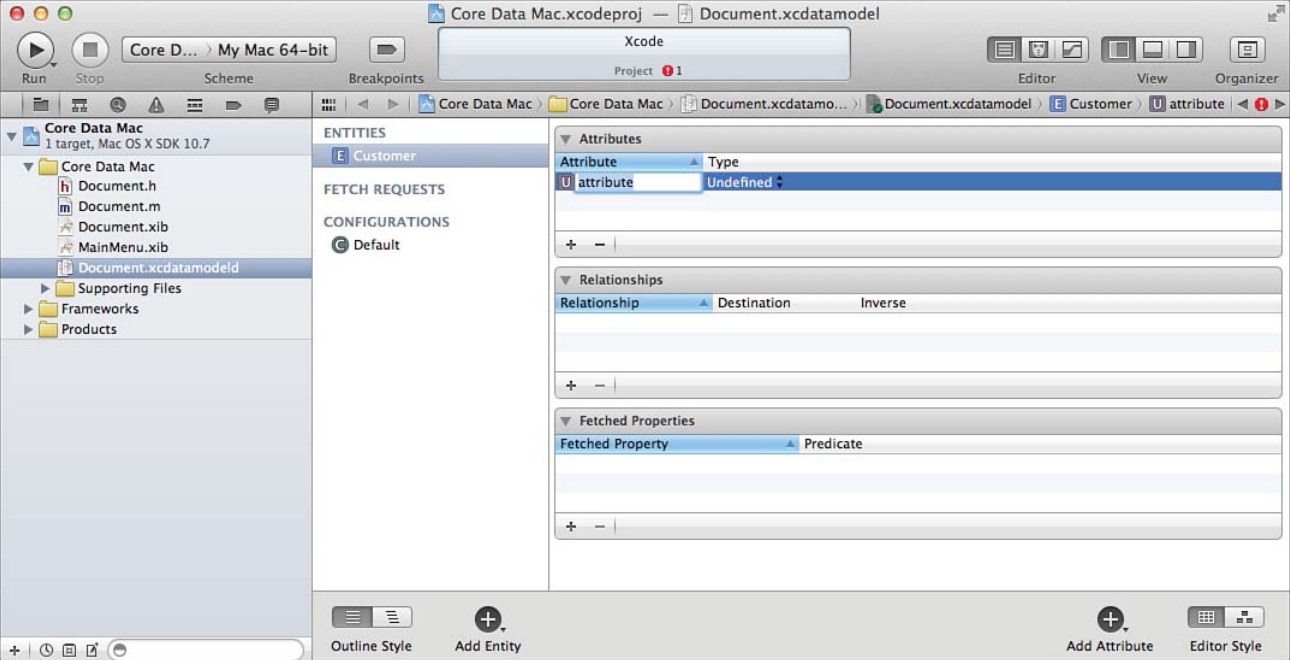 Core Data Mac.xcodeproj — Document.xcdatamodel
Core D... My Mac 64-bit
Xcode
Project 1
Run Stop Scheme Breakpoints Editor View Organizer
Core Data Mac Core Data Mac Document.xcdatamo... Document.xcdatamodel E Customer U attribute
Core Data Mac
1 target, Mac OS X SDK 10.7
Core Data Mac
h Document.h
m Document.m
Document.xib
MainMenu.xib
Document.xcdatamodeld
Supporting Files
Frameworks
Products
ENTITIES
E Customer
FETCH REQUESTS
CONFIGURATIONS
C Default
Attributes
Attribute Type
U attribute Undefined
Relationships
Relationship Destination Inverse
Fetched Properties
Fetched Property Predicate
Outline Style Add Entity Add Attribute Editor Style